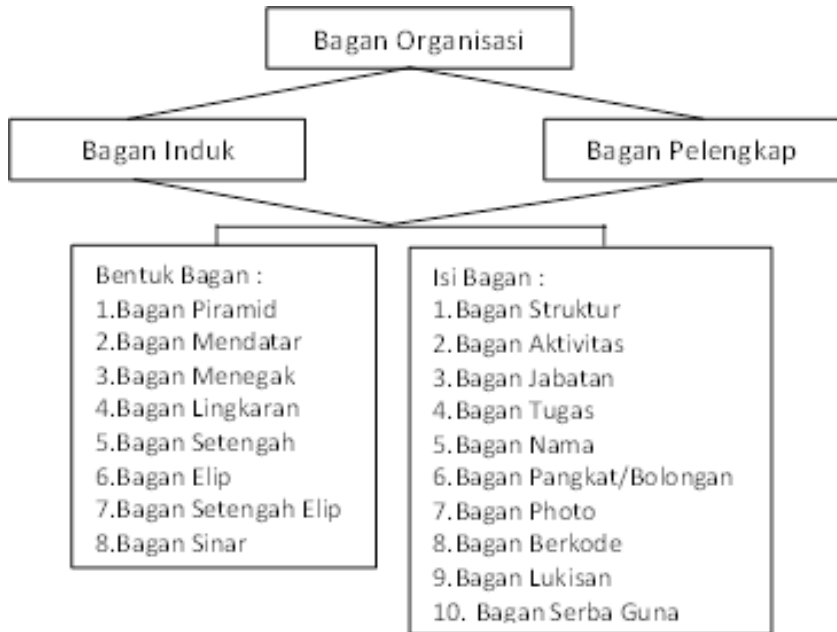 Bagan Organisasi
Bagan Induk
Bagan Pelengkap
Bentuk Bagan :
1.Bagan Piramid
2.Bagan Mendatar
3.Bagan Menegak
4.Bagan Lingkaran
5.Bagan Setengah
6.Bagan Elip
7.Bagan Setengah Elip
8.Bagan Sinar
Isi Bagan :
1.Bagan Struktur
2.Bagan Aktivitas
3.Bagan Jabatan
4.Bagan Tugas
5.Bagan Nama
6.Bagan Pangkat/Bolongan
7.Bagan Photo
8.Bagan Berkode
9.Bagan Lukisan
10. Bagan Serba Guna